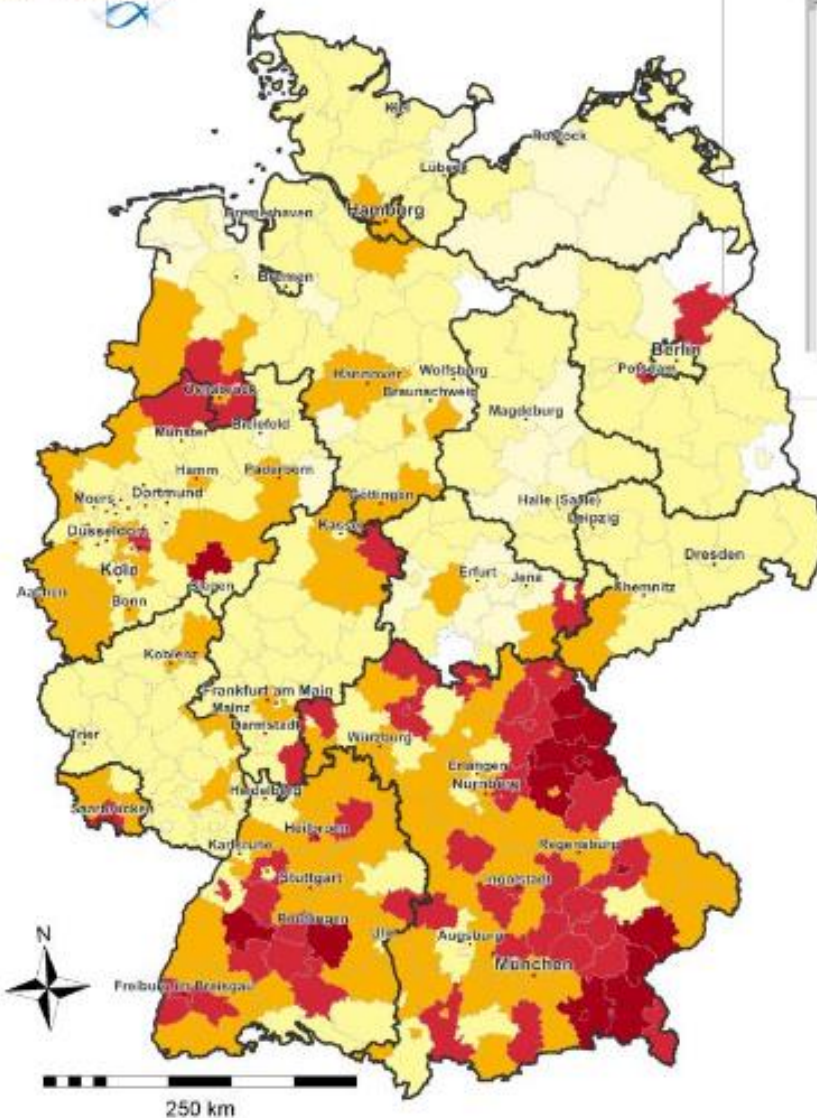 Kiel
Rostock
Lübeck
Bremerhaven
Hamburg
Bremen
Berlin
Potsdam
Hannover
Wolfsburg
Braunschweig
Osnabrück
Magdeburg
Münster
Bielefeld
Hamm
Paderborn
Göttingen
Moers
Dortmund
Halle (Saale)
Leipzig
Düsseldorf
Kassel
Dresden
Köln
Erfurt
Jena
Chemnitz
Aachen
Siegen
Bonn
Koblenz
Frankfurt am Main
Mainz
Darmstadt
Trier
Würzburg
Erlangen
Nürnberg
Heidelberg
Saarbrücken
Heilbronn
Karlsruhe
Regensburg
Stuttgart
Ingolstadt
Reutlingen
Ulm
Augsburg
N
München
Freiburg im Breisgau
250 km